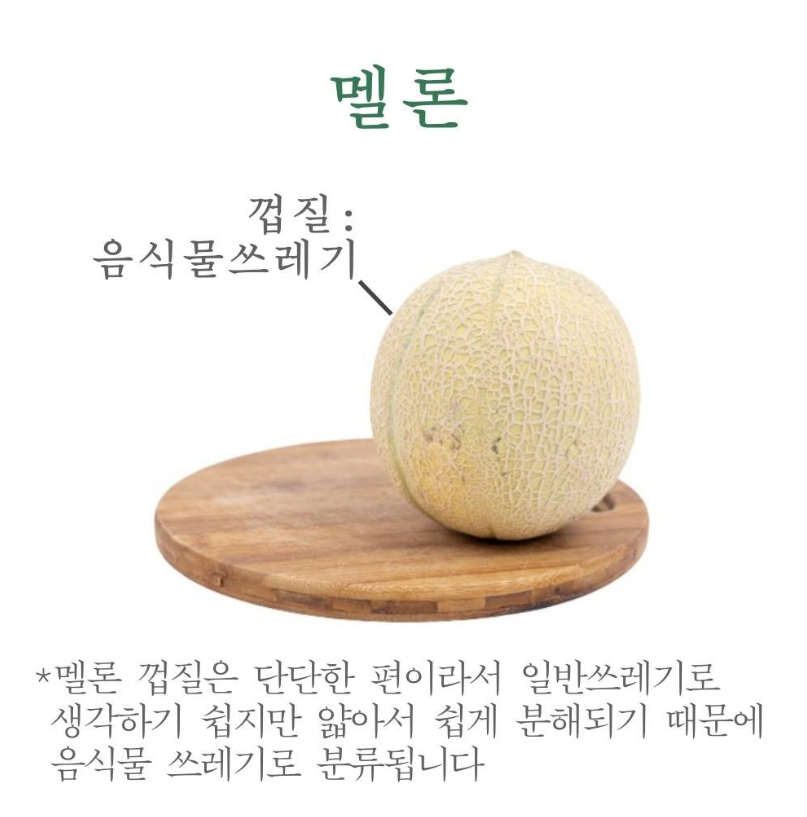 멜론
껍질:
음식물쓰레기
*멜론 껍질은 단단한 편이라서 일반쓰레기로
생각하기 쉽지만 얇아서 쉽게 분해되기 때문에
음식물 쓰레기로 분류됩니다